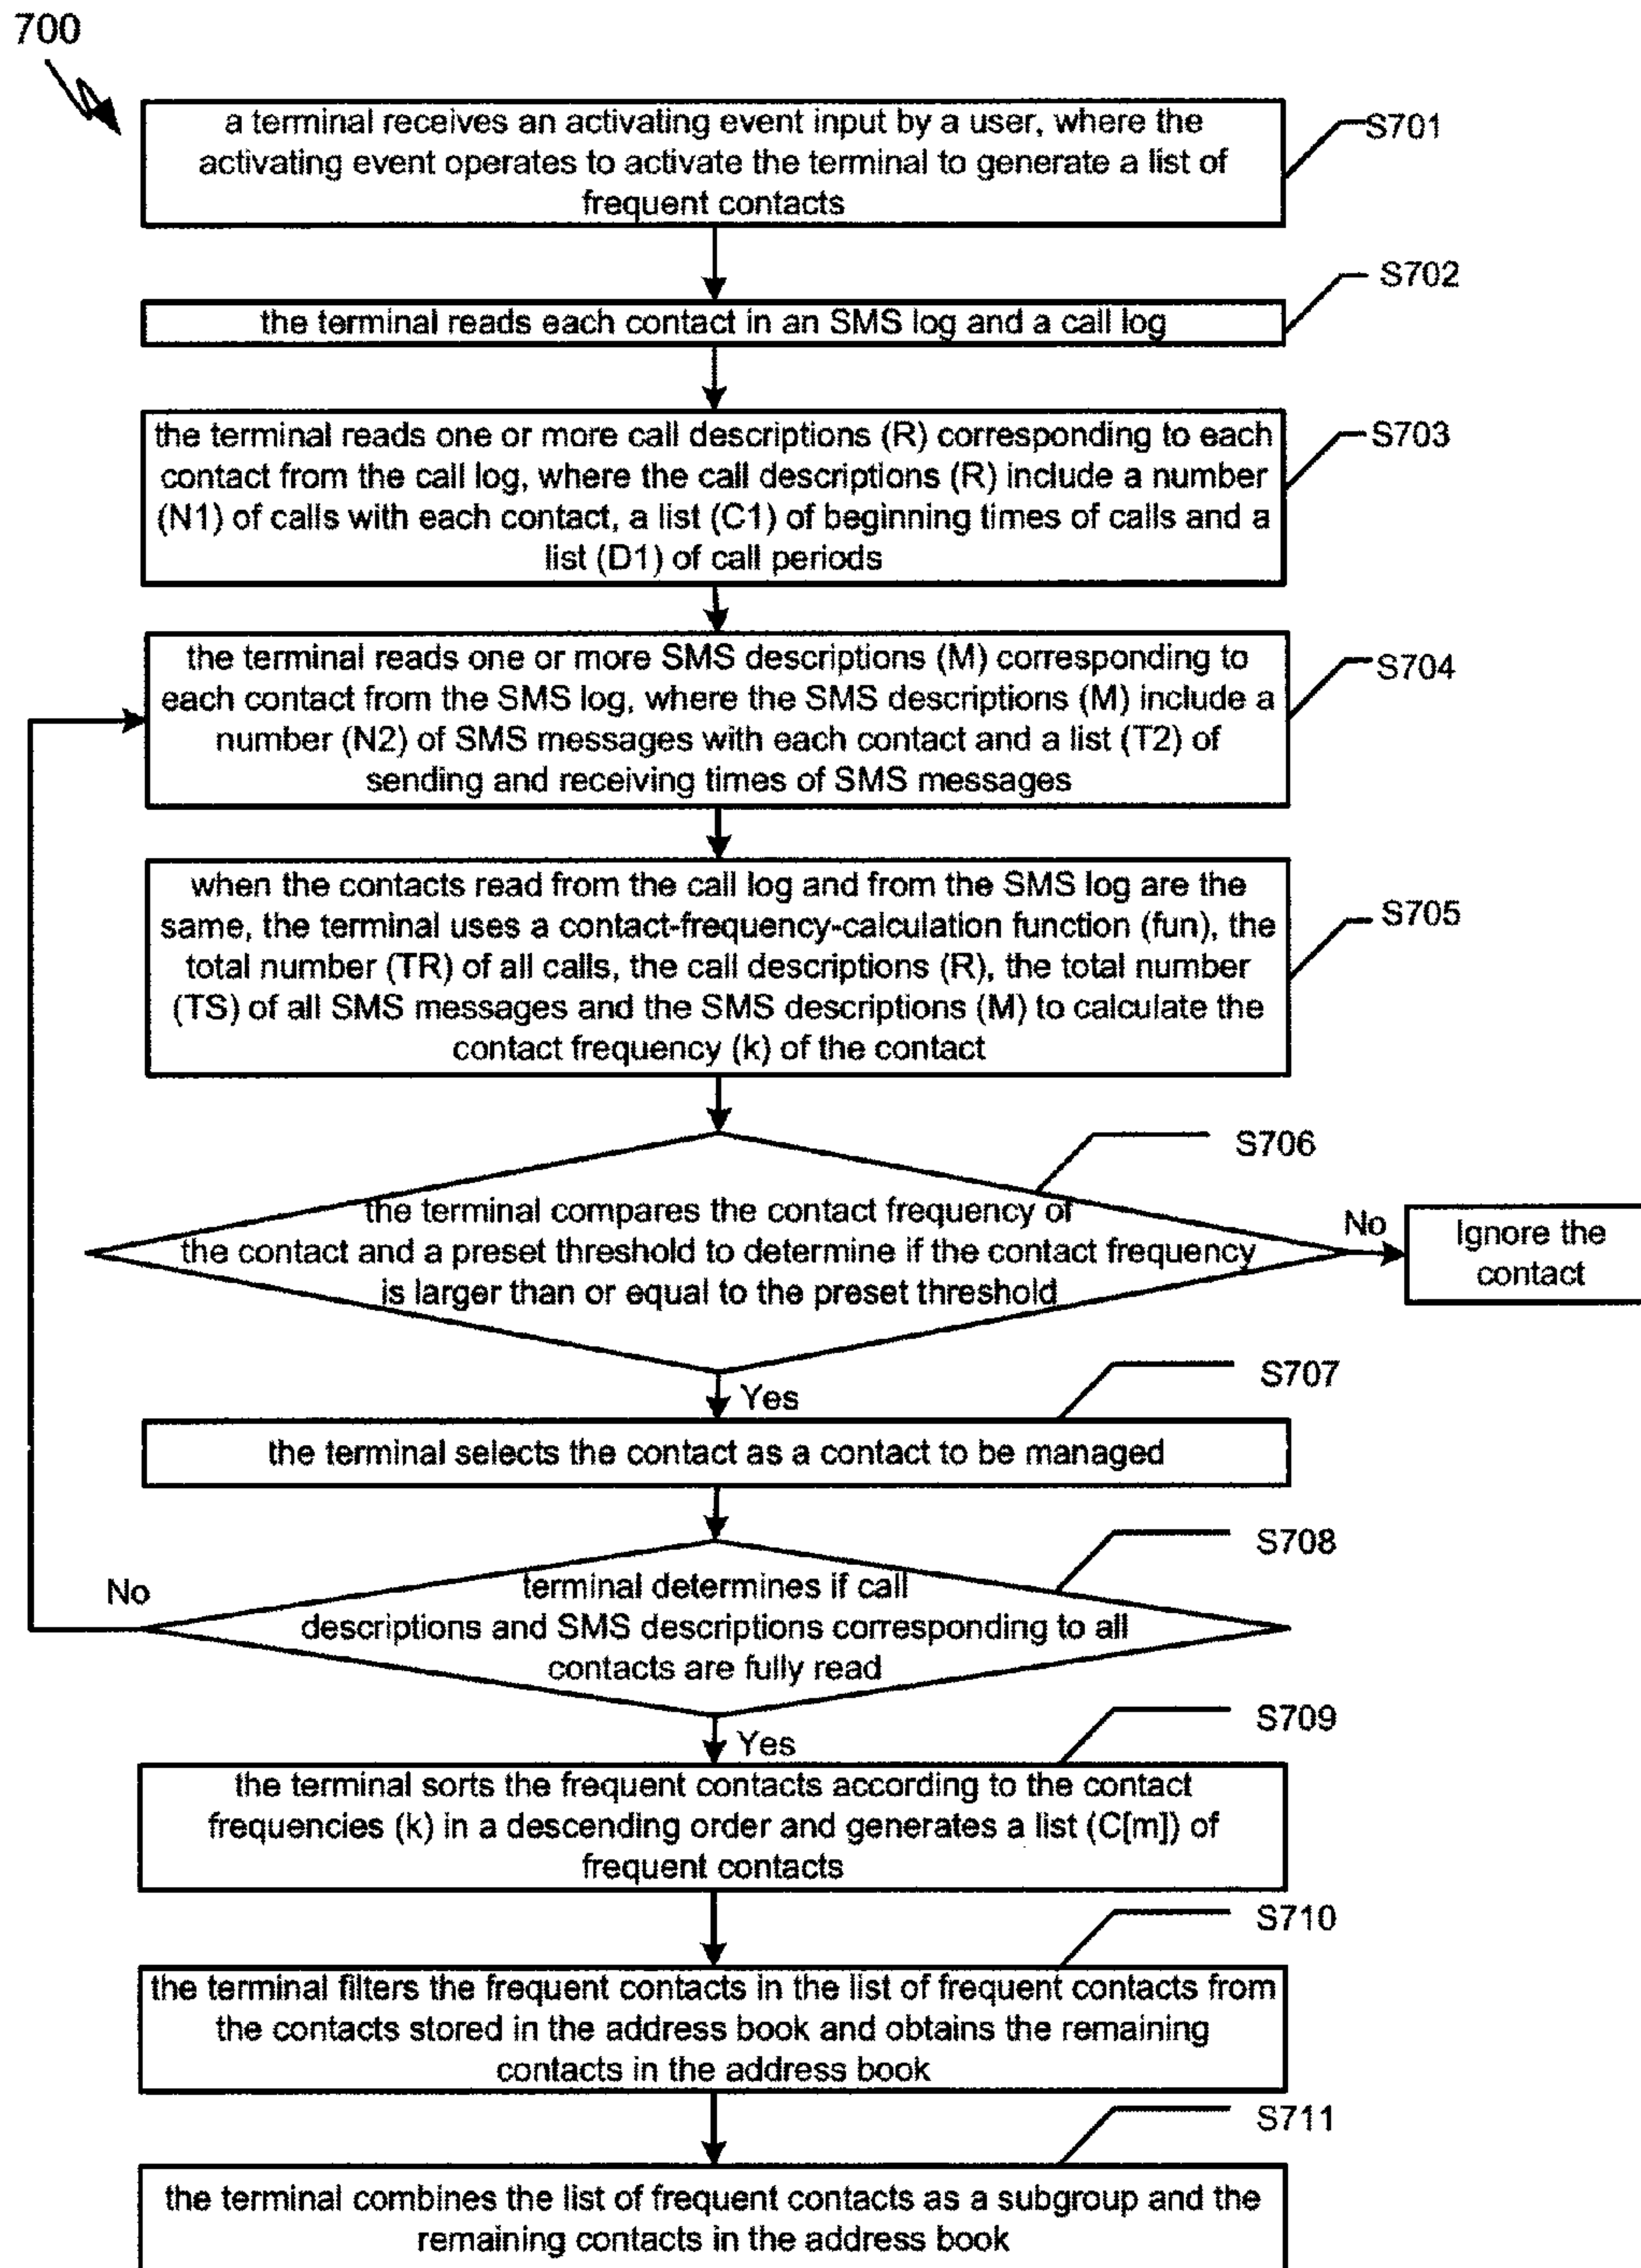 700
a terminal receives an activating event input by a user, where the
activating event operates to activate the terminal to generate a list of
frequent contacts
S701
the terminal reads each contact in an SMS log and a call log
S702
the terminal reads one or more call descriptions (R) corresponding to each
contact from the call log, where the call descriptions (R) include a number
(N1) of calls with each contact, a list (C1) of beginning times of calls and a
list (D1) of call periods
S703
the terminal reads one or more SMS descriptions (M) corresponding to
each contact from the SMS log, where the SMS descriptions (M) include a
number (N2) of SMS messages with each contact and a list (T2) of
sending and receiving times of SMS messages
S704
when the contacts read from the call log and from the SMS log are the
same, the terminal uses a contact-frequency-calculation function (fun), the
total number (TR) of all calls, the call descriptions (R), the total number
(TS) of all SMS messages and the SMS descriptions (M) to calculate the
contact frequency (k) of the contact
S705
the terminal compares the contact frequency of
the contact and a preset threshold to determine if the contact frequency
is larger than or equal to the preset threshold
S706
No
Ignore the
contact
Yes
the terminal selects the contact as a contact to be managed
S707
terminal determines if call
descriptions and SMS descriptions corresponding to all
contacts are fully read
S708
No
Yes
the terminal sorts the frequent contacts according to the contact
frequencies (k) in a descending order and generates a list (C[m]) of
frequent contacts
S709
the terminal filters the frequent contacts in the list of frequent contacts from
the contacts stored in the address book and obtains the remaining
contacts in the address book
S710
the terminal combines the list of frequent contacts as a subgroup and the
remaining contacts in the address book
S711